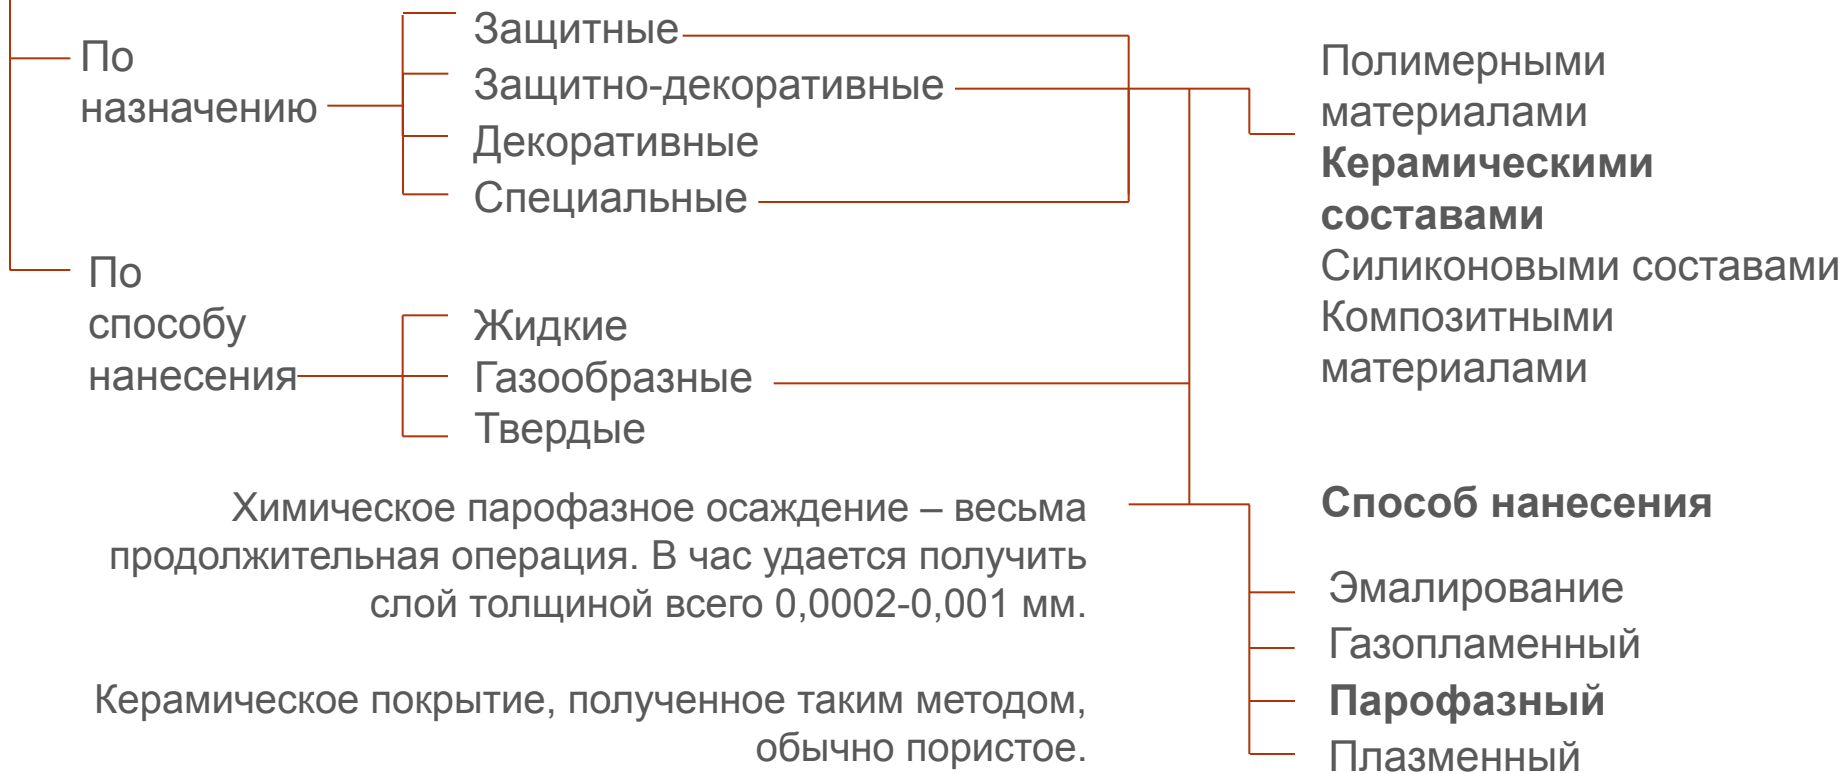 По
назначению
Защитные
Защитно-декоративные
Декоративные
Специальные
Полимерными
материалами
Керамическими
составами
Силиконовыми составами
Композитными
материалами
По
способу
нанесения
Жидкие
Газообразные
Твердые
Химическое парофазное осаждение – весьма
продолжительная операция. В час удается получить
слой толщиной всего 0,0002-0,001 мм.
Керамическое покрытие, полученное таким методом,
обычно пористое.
Способ нанесения
Эмалирование
Газопламенный
Парофазный
Плазменный